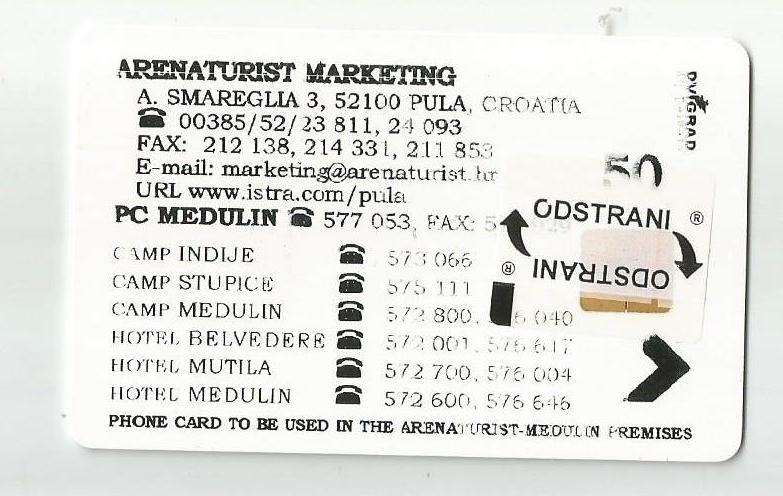 ARENATURIST MARKETING
A. SMAREGLIA 3, 52100 PULA, CROATIA
☎ 00385/52/23 811, 24 093
FAX: 212 138, 214 331, 211 853
E-mail: marketing@arenaturist.hr
URL www.istra.com/pula
PC MEDULIN ☎ 577 053, FAX:
CAMP INDIJE ☎ 573 066
CAMP STUPICE ☎ 575 111
CAMP MEDULIN ☎ 572 800, 040
HOTEL BELVEDERE ☎ 572 001, 576 617
HOTEL MUTILA ☎ 572 700, 576 004
HOTEL MEDULIN ☎ 572 600, 576 646
PHONE CARD TO BE USED IN THE ARENATURIST-MEDULIN PREMISES
DVIGRAD
50
ODSTRANI ®
ODSTRANI ®